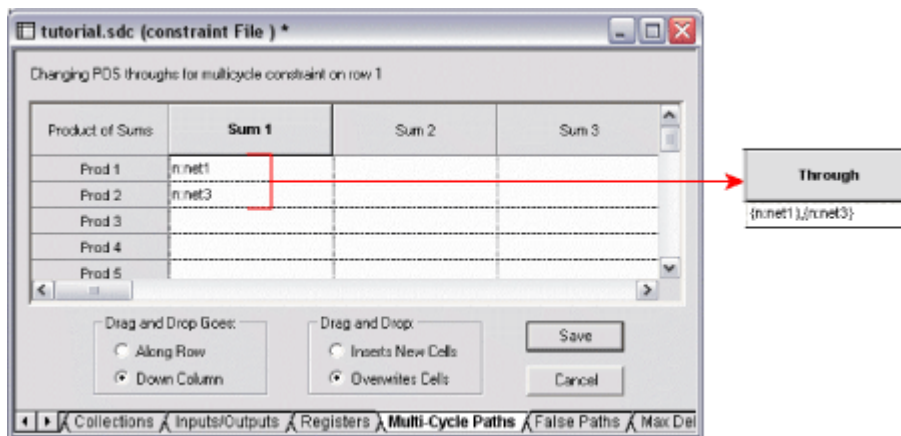 tutorial.sdc (constraint File ) *
Changing POS throughs for multicycle constraint on row 1
Product of Sums Sum 1 Sum 2 Sum 3
Prod 1 n:net1
Prod 2 n:net3
Prod 3
Prod 4
Prod 5
Through
{n:net1},{n:net3}
Drag and Drop Goes:
Along Row
Down Column
Drag and Drop:
Inserts New Cells
Overwrites Cells
Save
Cancel
Collections Inputs/Outputs Registers Multi-Cycle Paths False Paths Max Del